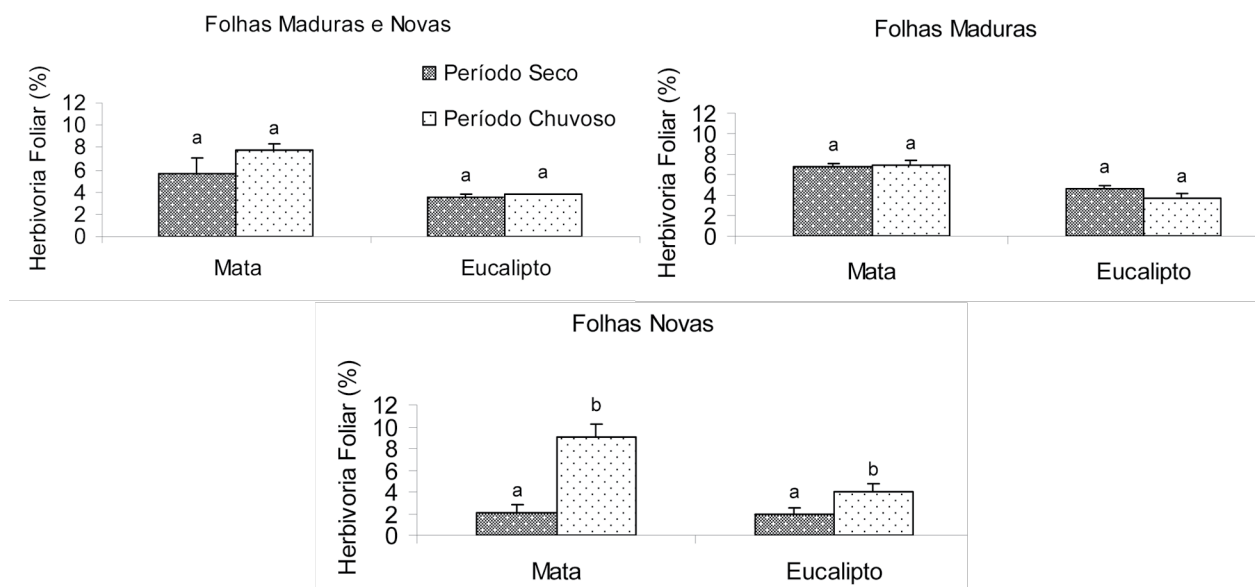 Folhas Maduras e Novas
Período Seco
Período Chuvoso
Herbivoria Foliar (%)
12
10
8
6
4
2
0
a
a
a
a
Mata
Eucalipto
Folhas Maduras
Herbivoria Foliar (%)
12
10
8
6
4
2
0
a
a
a
a
Mata
Eucalipto
Folhas Novas
Herbivoria Foliar (%)
12
10
8
6
4
2
0
a
b
a
b
Mata
Eucalipto